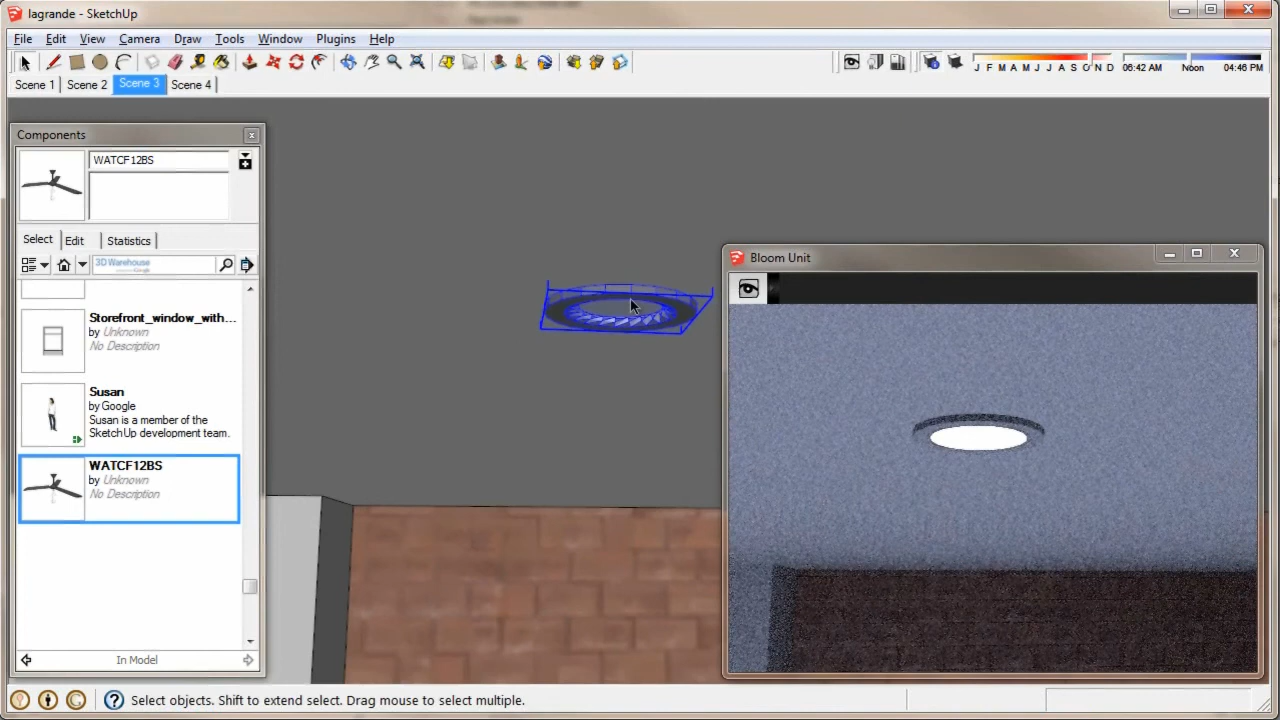 lagrande - SketchUp
File Edit View Camera Draw Tools Window Plugins Help
J F M A M J J A S O N D 06:42 AM Noon 04:46 PM
Scene 1 Scene 2 Scene 3 Scene 4
Components
WATCF12BS
Select Edit Statistics
3D Warehouse
Storefront_window_with...
by Unknown
No Description
Susan
by Google
Susan is a member of the
SketchUp development team.
WATCF12BS
by Unknown
No Description
In Model
Bloom Unit
Select objects. Shift to extend select. Drag mouse to select multiple.